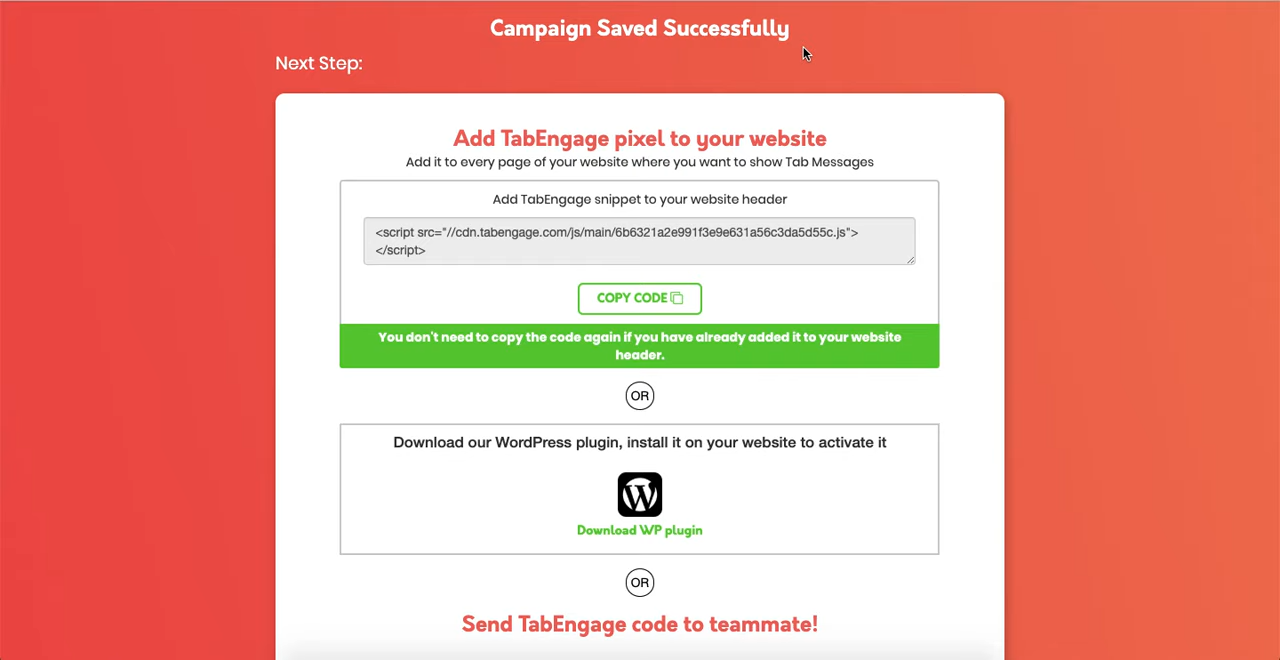 Campaign Saved Successfully
Next Step:
Add TabEngage pixel to your website
Add it to every page of your website where you want to show Tab Messages
Add TabEngage snippet to your website header
<script src="//cdn.tabengage.com/js/main/6b6321a2e991f3e9e631a56c3da5d55c.js">
</script>
COPY CODE
You don't need to copy the code again if you have already added it to your website
header.
OR
Download our WordPress plugin, install it on your website to activate it
Download WP plugin
OR
Send TabEngage code to teammate!